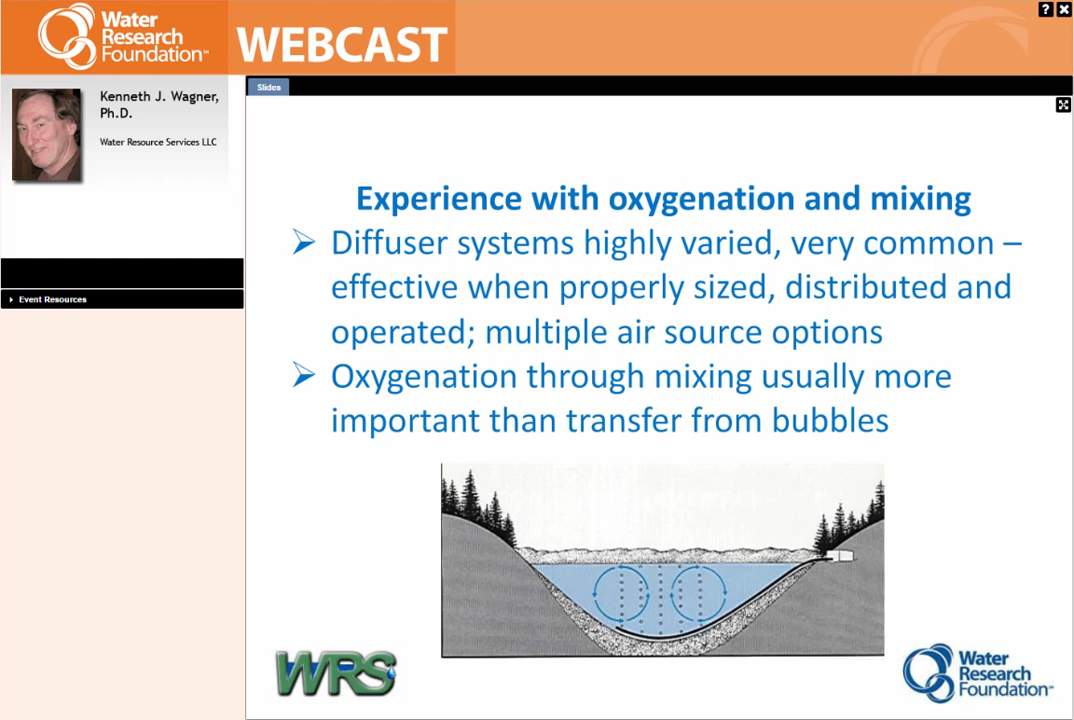 Water
Research
Foundation™
WEBCAST
?
Kenneth J. Wagner,
Ph.D.
Water Resource Services LLC
Slides
Event Resources
Experience with oxygenation and mixing
➢ Diffuser systems highly varied, very common –
effective when properly sized, distributed and
operated; multiple air source options
➢ Oxygenation through mixing usually more
important than transfer from bubbles
WRS
Water
Research
Foundation™